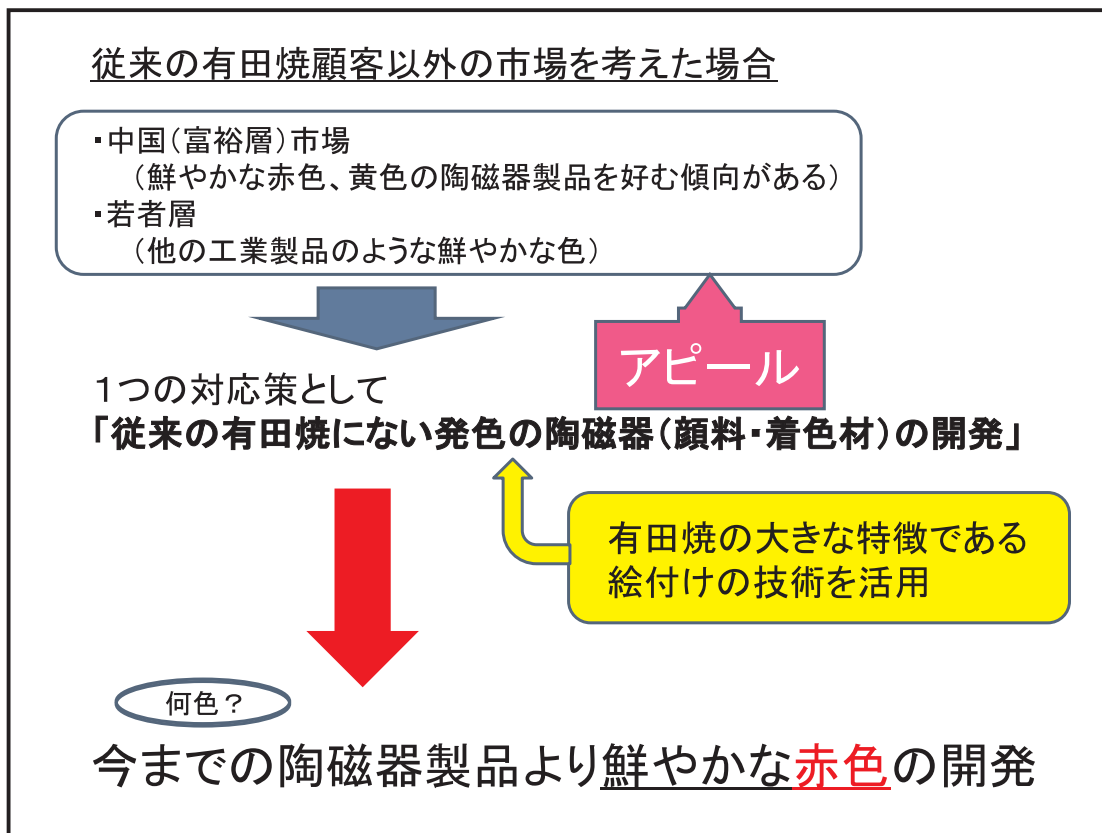 従来の有田焼顧客以外の市場を考えた場合
・中国（富裕層）市場
（鮮やかな赤色、黄色の陶磁器製品を好む傾向がある）
・若者層
（他の工業製品のような鮮やかな色）
アピール
１つの対応策として
「従来の有田焼にない発色の陶磁器（顔料・着色材）の開発」
有田焼の大きな特徴である
絵付けの技術を活用
何色？
今までの陶磁器製品より鮮やかな赤色の開発